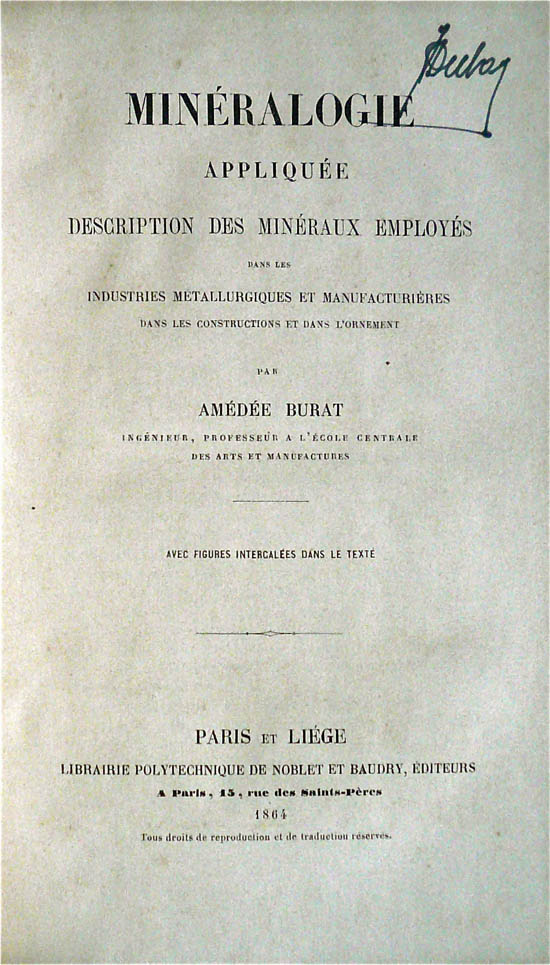 MINÉRALOGIE
APPLIQUÉE
DESCRIPTION DES MINÉRAUX EMPLOYÉS
DANS LES
INDUSTRIES MÉTALLURGIQUES ET MANUFACTURIÈRES
DANS LES CONSTRUCTIONS ET DANS L'ORNEMENT
PAR
AMÉDÉE BURAT
INGÉNIEUR, PROFESSEUR A L'ÉCOLE CENTRALE
DES ARTS ET MANUFACTURES
AVEC FIGURES INTERCALÉES DANS LE TEXTE
PARIS ET LIÉGE
LIBRAIRIE POLYTECHNIQUE DE NOBLET ET BAUDRY, ÉDITEURS
A Paris, 15, rue des Saints-Pères
1864
Tous droits de reproduction et de traduction réservés.